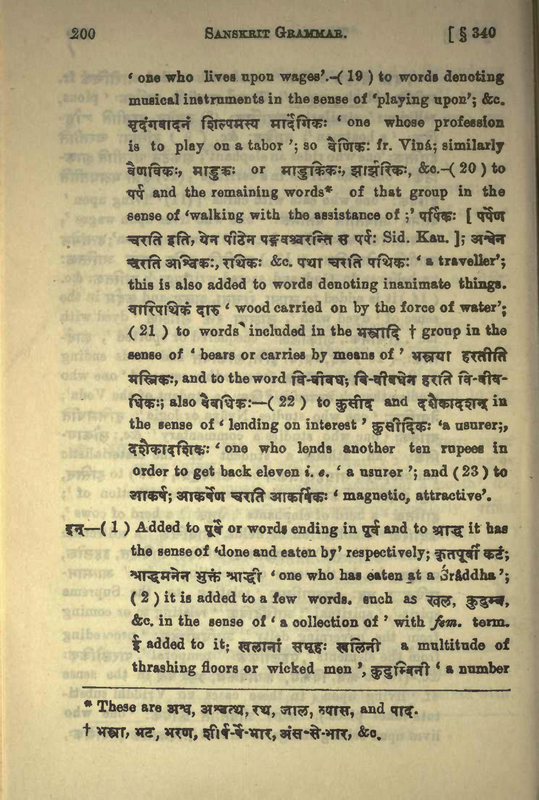 200 SANSKRIT GRAMMAR. [ § 340
' one who lives upon wages'.–( 19 ) to words denoting
musical instruments in the sense of 'playing upon'; &c.
मृदंगवादनं शिल्पमस्य मार्देगिकः ' one whose profession
is to play on a tabor '; so वैणिकः fr. Viná; similarly
वैणविकः, माड्डुकः or माड्डुकिकः, झार्झरिकः, &c.–( 20 ) to
पर्प and the remaining words* of that group in the
sense of 'walking with the assistance of ;' पर्पिकः [ पर्पेण
चरति इति, येन पीठेन पङ्गवश्चरन्ति स पर्पः Sid. Kau. ]; अश्वेन
चरति अश्विकः, रथिकः &c. पथा चरति पथिकः ' a traveller';
this is also added to words denoting inanimate things.
वारिपथिकं दारु ' wood carried on by the force of water';
( 21 ) to words included in the भस्त्रादि † group in the
sense of ' bears or carries by means of ' भस्त्रया हरतीति
भस्त्रिकः, and to the word वि-वीवध; वि-वीवधेन हरति वि-वीव-
धिकः; also वैवधिकः—( 22 ) to कुसीद and दशैकादशन् in
the sense of ' lending on interest ' कुसीदिकः 'a usurer;,
दशैकादशिकः ' one who lends another ten rupees in
order to get back eleven i. e. ' a usurer '; and ( 23 ) to
आकर्ष; आकर्षेण चरति आकर्षिकः ' magnetic, attractive'.
इन्—( 1 ) Added to पूर्व or words ending in पूर्व and to श्राद्ध it has
the sense of 'done and eaten by' respectively; कृतपूर्वी कटं;
श्राद्धमनेन भुक्तं श्राद्धी ' one who has eaten at a Śráddha';
( 2 ) it is added to a few words. such as खल, कुटुम्ब,
&c. in the sense of ' a collection of ' with fem. term.
ई added to it; खलानां समूहः खलिनी a multitude of
thrashing floors or wicked men ', कुटुम्बिनी ' a number
* These are अश्व, अश्वत्थ, रथ, जाल, न्यास, and पाद.
† भस्त्रा, भट, भरण, शीर्ष-र्षे-भार, अंस-से-भार, &c.